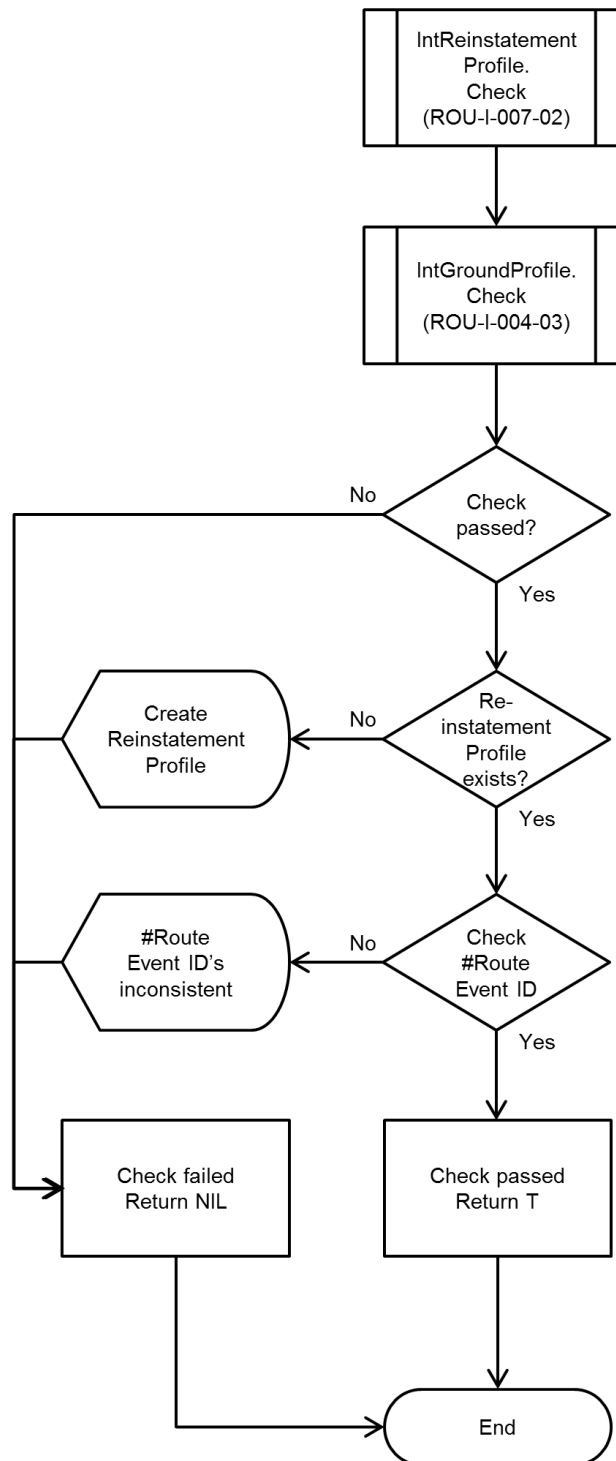 IntReinstatement
Profile.
Check
(ROU-I-007-02)
IntGroundProfile.
Check
(ROU-I-004-03)
No
Check
passed?
Yes
Create
Reinstatement
Profile
No
Re-
instatement
Profile
exists?
Yes
#Route
Event ID's
inconsistent
No
Check
#Route
Event ID
Yes
Check failed
Return NIL
Check passed
Return T
End